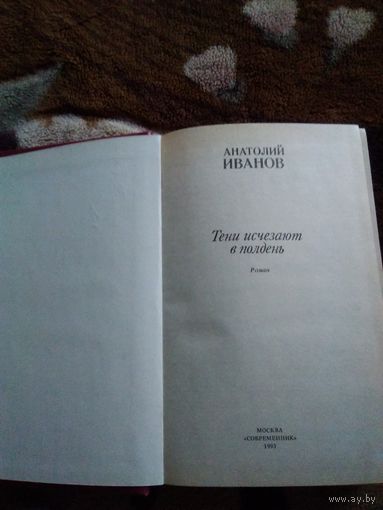 АНАТОЛИЙ
ИВАНОВ
Тени исчезают
в полдень
Роман
МОСКВА
«СОВРЕМЕННИК»
1993
www.ay.by